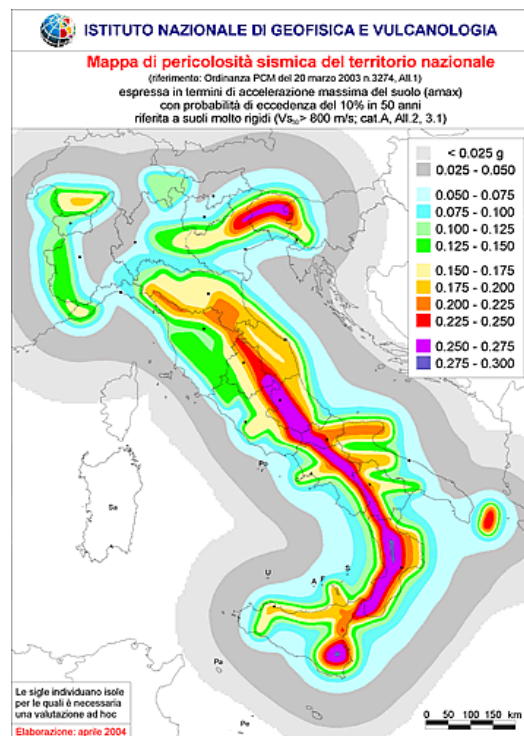 ISTITUTO NAZIONALE DI GEOFISICA E VULCANOLOGIA
Mappa di pericolosità sismica del territorio nazionale
(riferimento: Ordinanza PCM del 20 marzo 2003 n.3274, All.1)
espressa in termini di accelerazione massima del suolo (amax)
con probabilità di eccedenza del 10% in 50 anni
riferita a suoli molto rigidi (Vs₃₀> 800 m/s; cat.A, All.2, 3.1)
< 0.025 g
0.025 - 0.050
0.050 - 0.075
0.075 - 0.100
0.100 - 0.125
0.125 - 0.150
0.150 - 0.175
0.175 - 0.200
0.200 - 0.225
0.225 - 0.250
0.250 - 0.275
0.275 - 0.300
Po
Sa
U
A
F
S
Pa
Pe
Le sigle individuano isole
per le quali è necessaria
una valutazione ad hoc
Elaborazione: aprile 2004
0 50 100 150 km